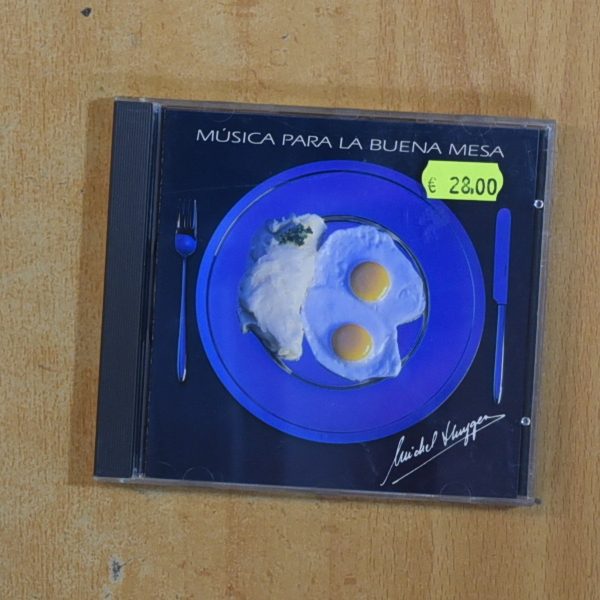 MÚSICA PARA LA BUENA MESA
€ 28.00
Michel Huygen